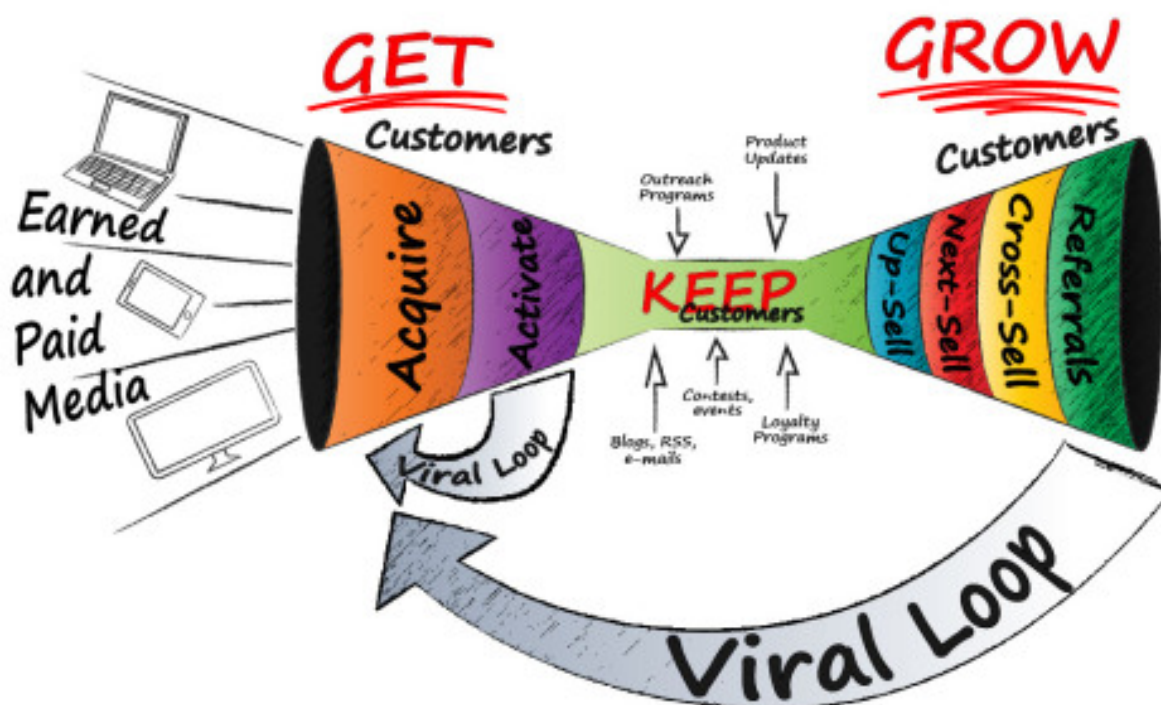 GET
Customers
GROW
Customers
Earned
and
Paid
Media
Acquire
Activate
Outreach
Programs
Product
Updates
KEEP
Customers
Blogs, RSS,
e-mails
Contests,
events
Loyalty
Programs
Up-Sell
Next-Sell
Cross-Sell
Referrals
Viral Loop
Viral Loop